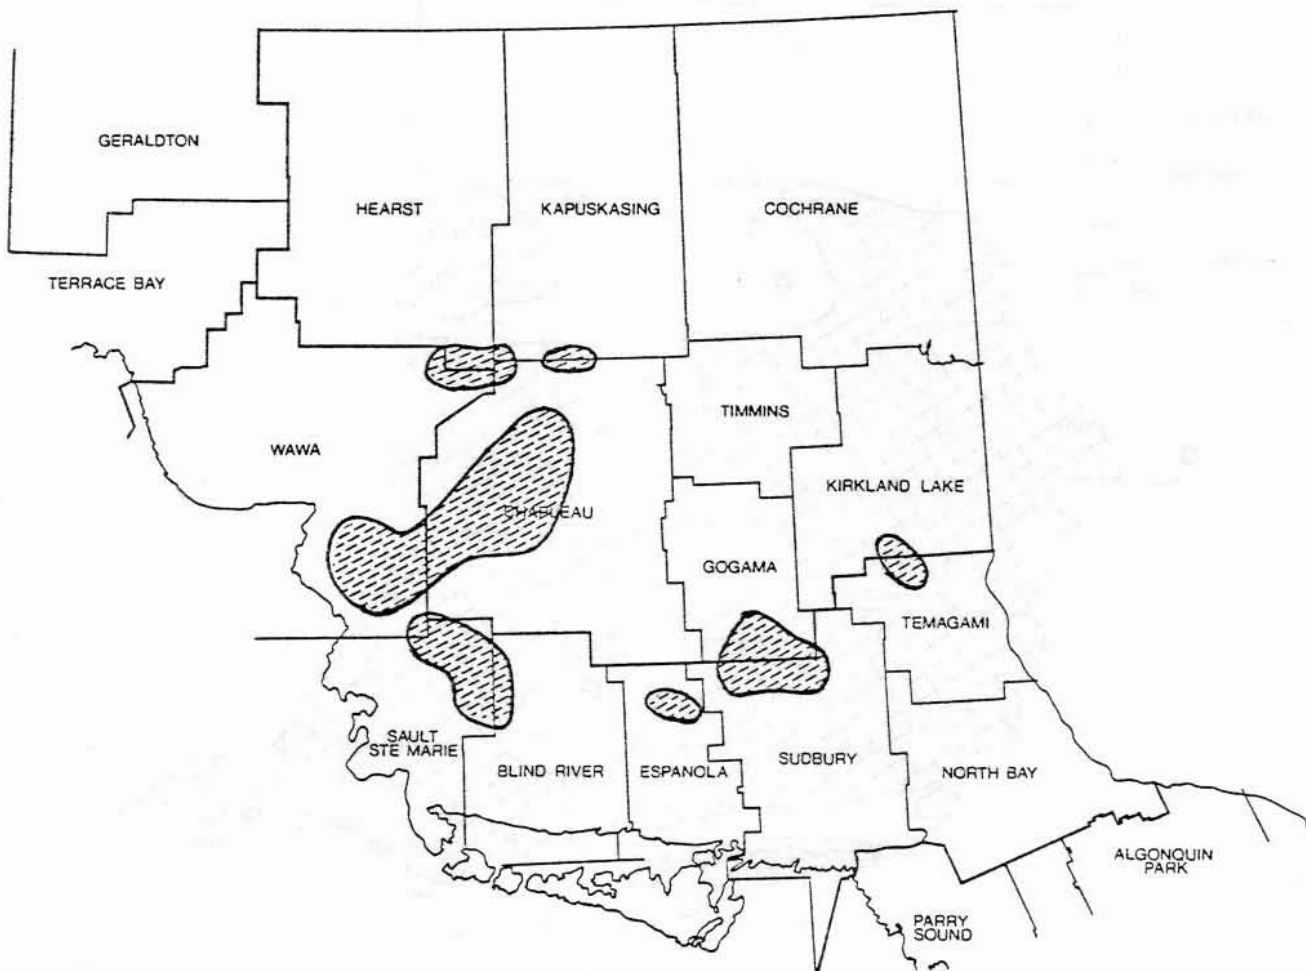 GERALDTON
HEARST
KAPUSKASING
COCHRANE
TERRACE BAY
TIMMINS
WAWA
KIRKLAND LAKE
CHAPLEAU
GOGAMA
TEMAGAMI
SAULT
STE MARIE
BLIND RIVER
ESPANOLA
SUDBURY
NORTH BAY
ALGONQUIN
PARK
PARRY
SOUND